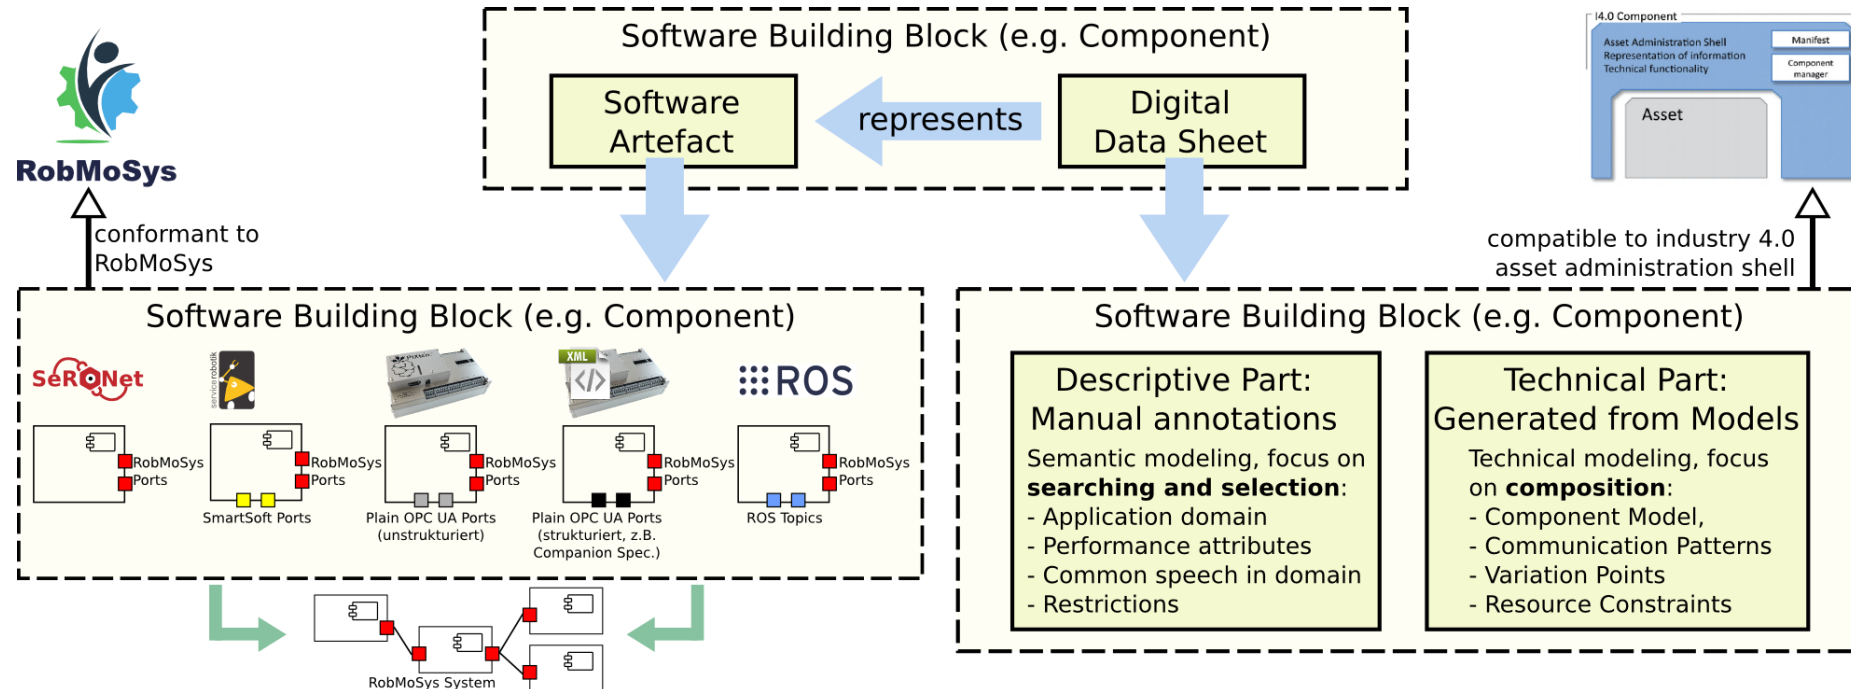 Software Building Block (e.g. Component)
Software
Artefact
represents
Digital
Data Sheet
I4.0 Component
Asset Administration Shell
Representation of information
Technical functionality
Manifest
Component
manager
Asset
RobMoSys
conformant to
RobMoSys
compatible to industry 4.0
asset administration shell
Software Building Block (e.g. Component)
SeRoNet
servicerobotik
PiXtend
XML
</>
ROS
RobMoSys
Ports
RobMoSys
Ports
RobMoSys
Ports
RobMoSys
Ports
RobMoSys
Ports
SmartSoft Ports
Plain OPC UA Ports
(unstrukturiert)
Plain OPC UA Ports
(strukturiert, z.B.
Companion Spec.)
ROS Topics
RobMoSys System
Software Building Block (e.g. Component)
Descriptive Part:
Manual annotations
Semantic modeling, focus on
searching and selection:
- Application domain
- Performance attributes
- Common speech in domain
- Restrictions
Technical Part:
Generated from Models
Technical modeling, focus
on composition:
- Component Model,
- Communication Patterns
- Variation Points
- Resource Constraints